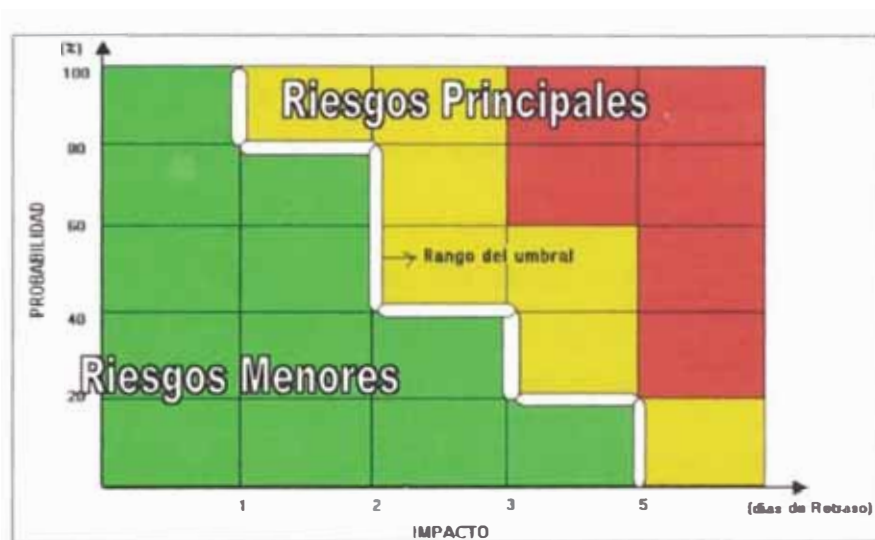 (%)
100
80
60
40
20
PROBABILIDAD
Riesgos Principales
Rango del umbral
Riesgos Menores
1 2 3 5
(dias de Retraso)
IMPACTO